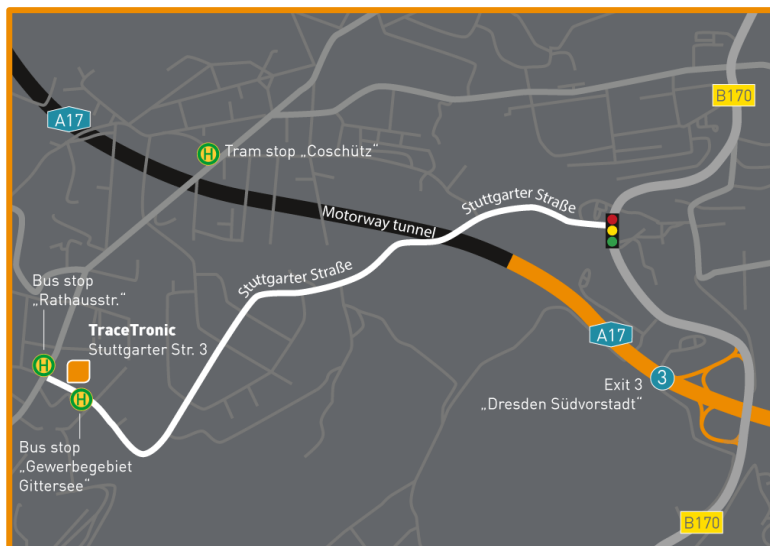 B170
A17
Tram stop „Coschütz“
Stuttgarter Straße
Motorway tunnel
Stuttgarter Straße
Bus stop
„Rathausstr.“
TraceTronic
Stuttgarter Str. 3
H
H
H
A17
3
Exit 3
„Dresden Südvorstadt“
Bus stop
„Gewerbegebiet
Gittersee“
B170